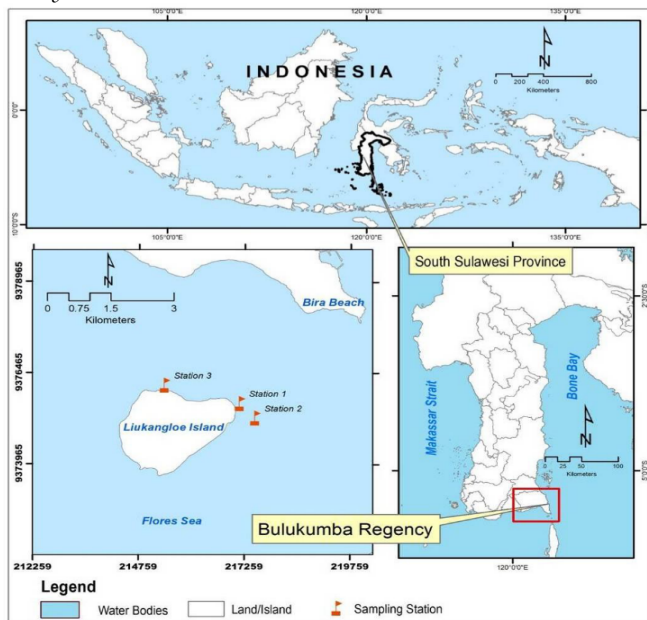 105°0'0"E 120°0'0"E 135°0'0"E
INDONESIA
N
0 200 400 800
Kilometers
0°0'0"
10°0'0"S
105°0'0"E 120°0'0"E 135°0'0"E
South Sulawesi Province
9378965
N
0 0.75 1.5 3
Kilometers
Bira Beach
9376465
Station 3
Station 1
Station 2
Liukangloe Island
9373965
Flores Sea
212259 214759 217259 219759
2°30'
Makassar Strait
Bone Bay
N
0 25 50 100
Kilometers
5°0'0"S
Bulukumba Regency
120°0'0"E
Legend
Water Bodies Land/Island Sampling Station